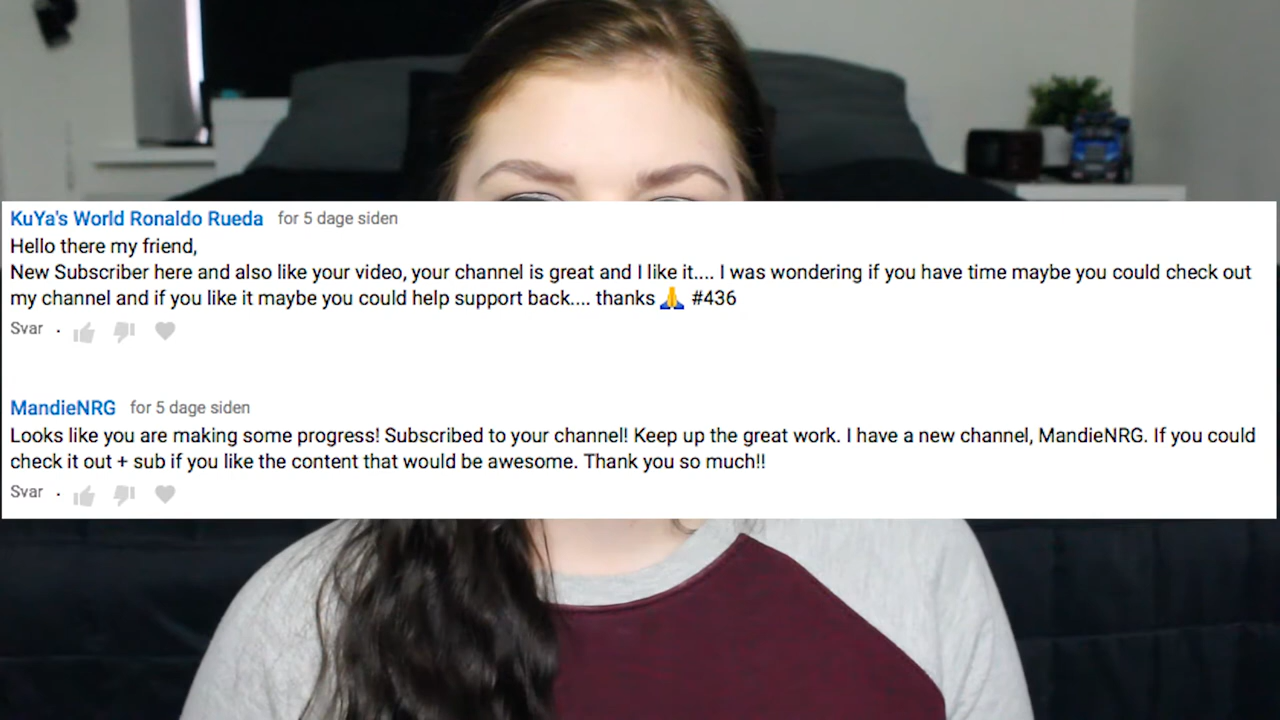 KuYa's World Ronaldo Rueda for 5 dage siden
Hello there my friend,
New Subscriber here and also like your video, your channel is great and I like it.... I was wondering if you have time maybe you could check out
my channel and if you like it maybe you could help support back.... thanks 🙏 #436
Svar
MandieNRG for 5 dage siden
Looks like you are making some progress! Subscribed to your channel! Keep up the great work. I have a new channel, MandieNRG. If you could
check it out + sub if you like the content that would be awesome. Thank you so much!!
Svar